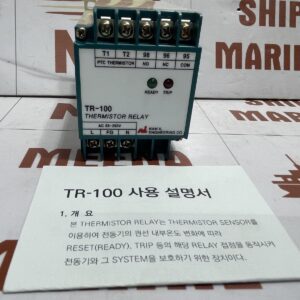 SHIP
MARINE
T1 T2 98 96 95
PTC THERMISTOR NO NC COM
READY TRIP
TR-100
THERMISTOR RELAY
L FG N
ENGINEERING CO
TR-100 사용 설명서
1. 개 요
본 THERMISTOR RELAY는 THERMISTOR SENSOR를
이용하여 전동기의 권선 내부온도 변화에 따라
RESET(READY), TRIP 등의 해당 RELAY 접점을 동작시켜
전동기와 그 SYSTEM을 보호하기 위한 장치이다.